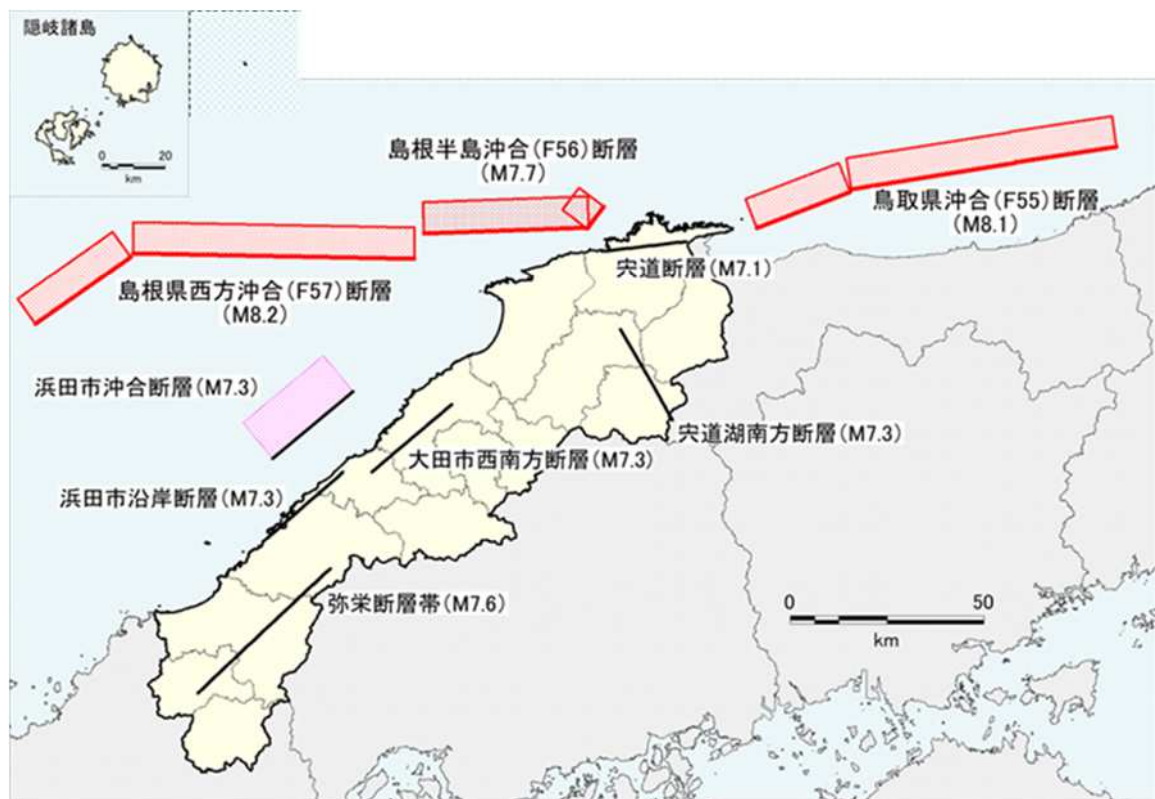 隠岐諸島
0 20
km
島根半島沖合(F56)断層
(M7.7)
鳥取県沖合(F55)断層
(M8.1)
宍道断層(M7.1)
島根県西方沖合(F57)断層
(M8.2)
浜田市沖合断層(M7.3)
宍道湖南方断層(M7.3)
大田市西南方断層(M7.3)
浜田市沿岸断層(M7.3)
弥栄断層帯(M7.6)
0 50
km